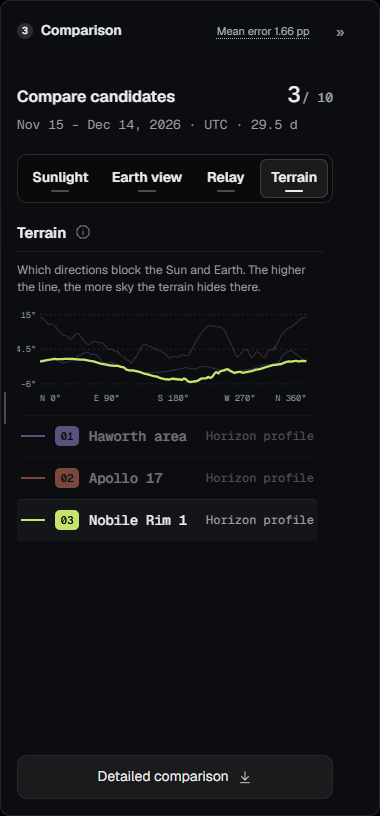 3 Comparison Mean error 1.66 pp »
Compare candidates 3 / 10
Nov 15 – Dec 14, 2026 · UTC · 29.5 d
Sunlight Earth view Relay Terrain
Terrain
Which directions block the Sun and Earth. The higher
the line, the more sky the terrain hides there.
15°
4.5°
-6°
N 0° E 90° S 180° W 270° N 360°
01 Haworth area Horizon profile
02 Apollo 17 Horizon profile
03 Nobile Rim 1 Horizon profile
Detailed comparison